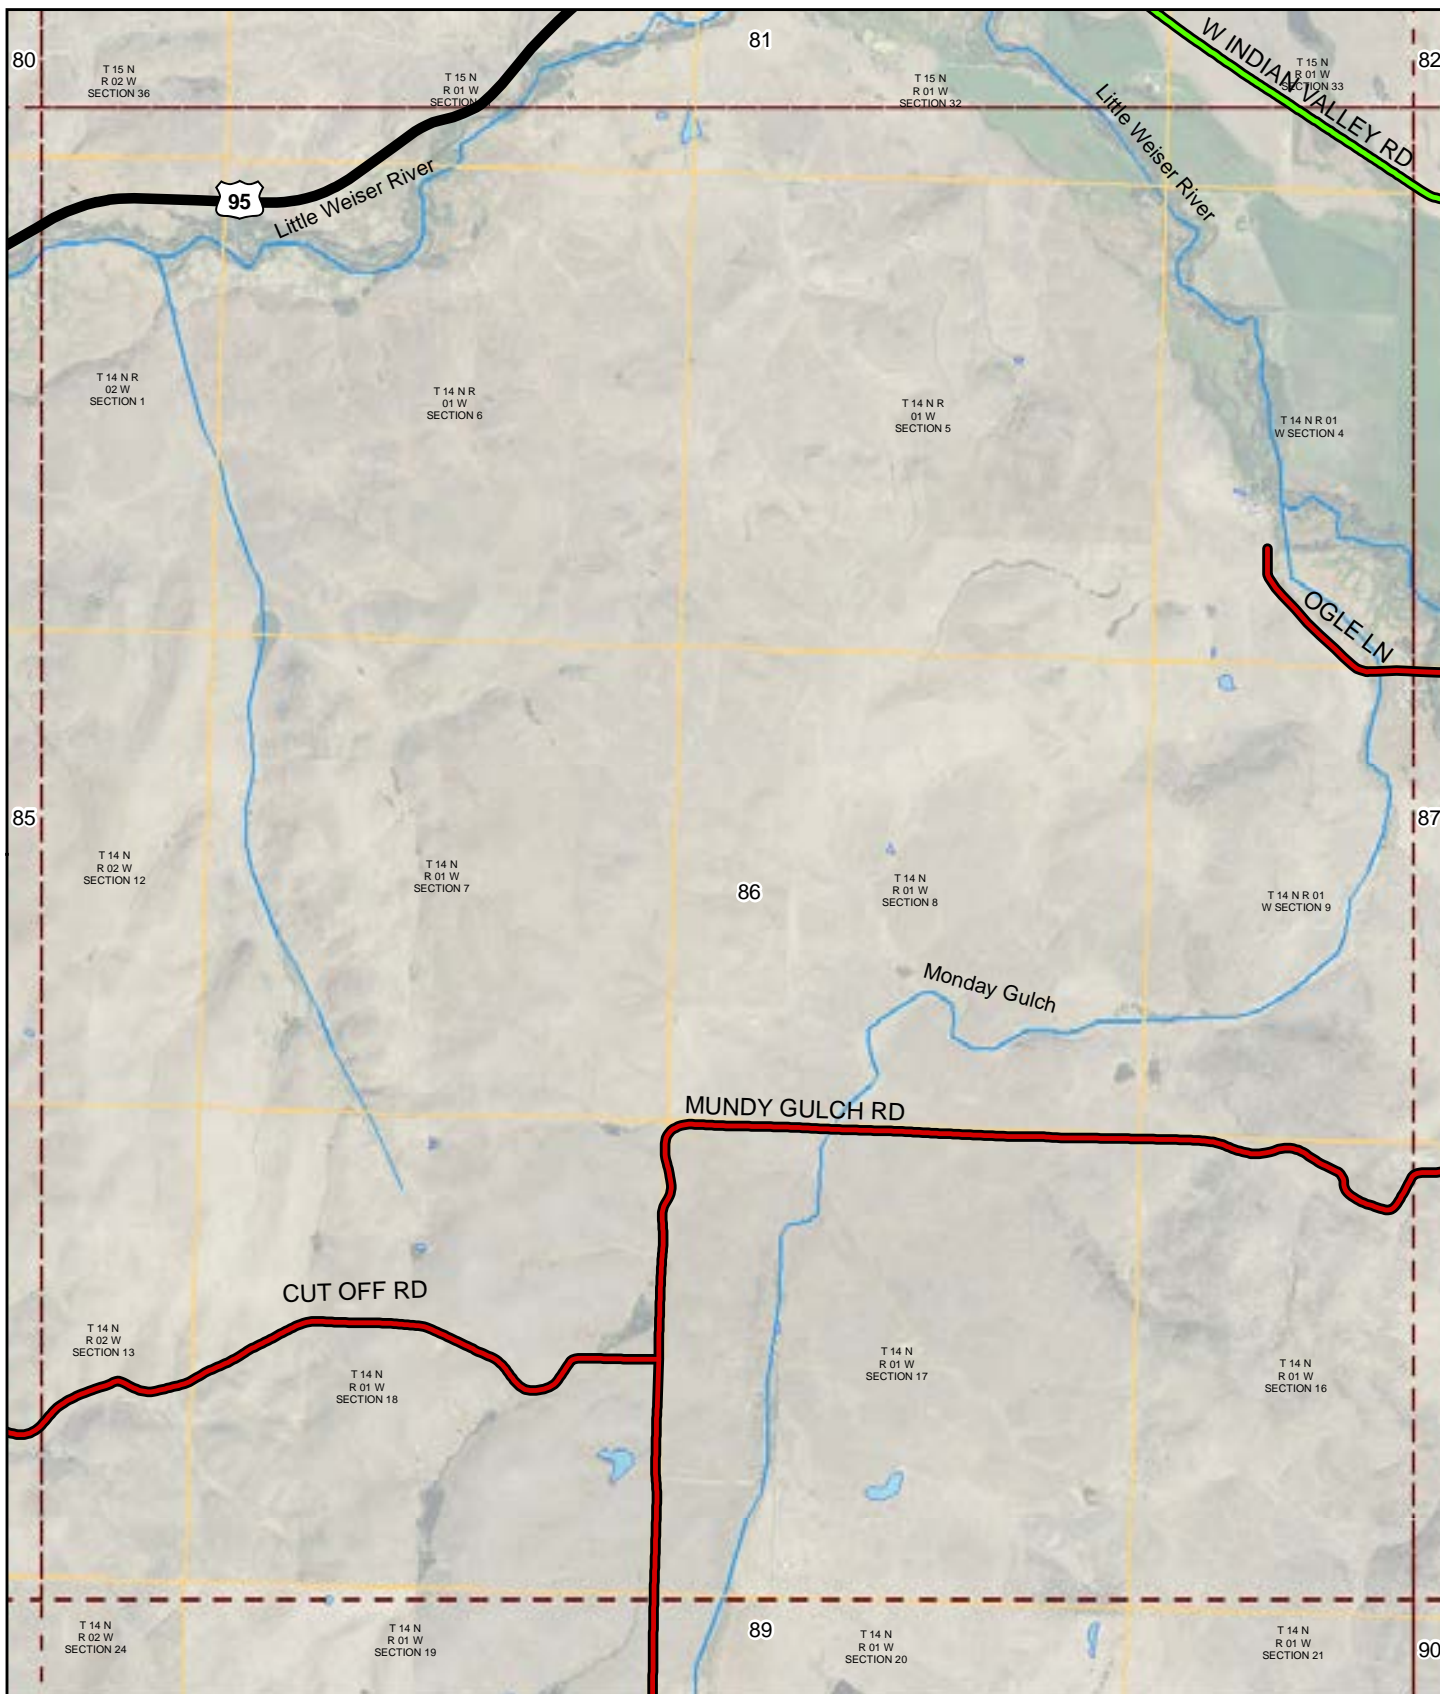 80
81
82
T 15 N
R 02 W
SECTION 36
T 15 N
R 01 W
SECTION
T 15 N
R 01 W
SECTION 32
T 15 N
R 01 W
SECTION 33
W INDIAN VALLEY RD
Little Weiser River
95
Little Weiser River
T 14 N R
02 W
SECTION 1
T 14 N R
01 W
SECTION 6
T 14 N R
01 W
SECTION 5
T 14 N R 01
W SECTION 4
OGLE LN
85
87
T 14 N
R 02 W
SECTION 12
T 14 N
R 01 W
SECTION 7
86
T 14 N
R 01 W
SECTION 8
T 14 N R 01
W SECTION 9
Monday Gulch
MUNDY GULCH RD
CUT OFF RD
T 14 N
R 02 W
SECTION 13
T 14 N
R 01 W
SECTION 18
T 14 N
R 01 W
SECTION 17
T 14 N
R 01 W
SECTION 16
T 14 N
R 02 W
SECTION 24
T 14 N
R 01 W
SECTION 19
89
T 14 N
R 01 W
SECTION 20
T 14 N
R 01 W
SECTION 21
90